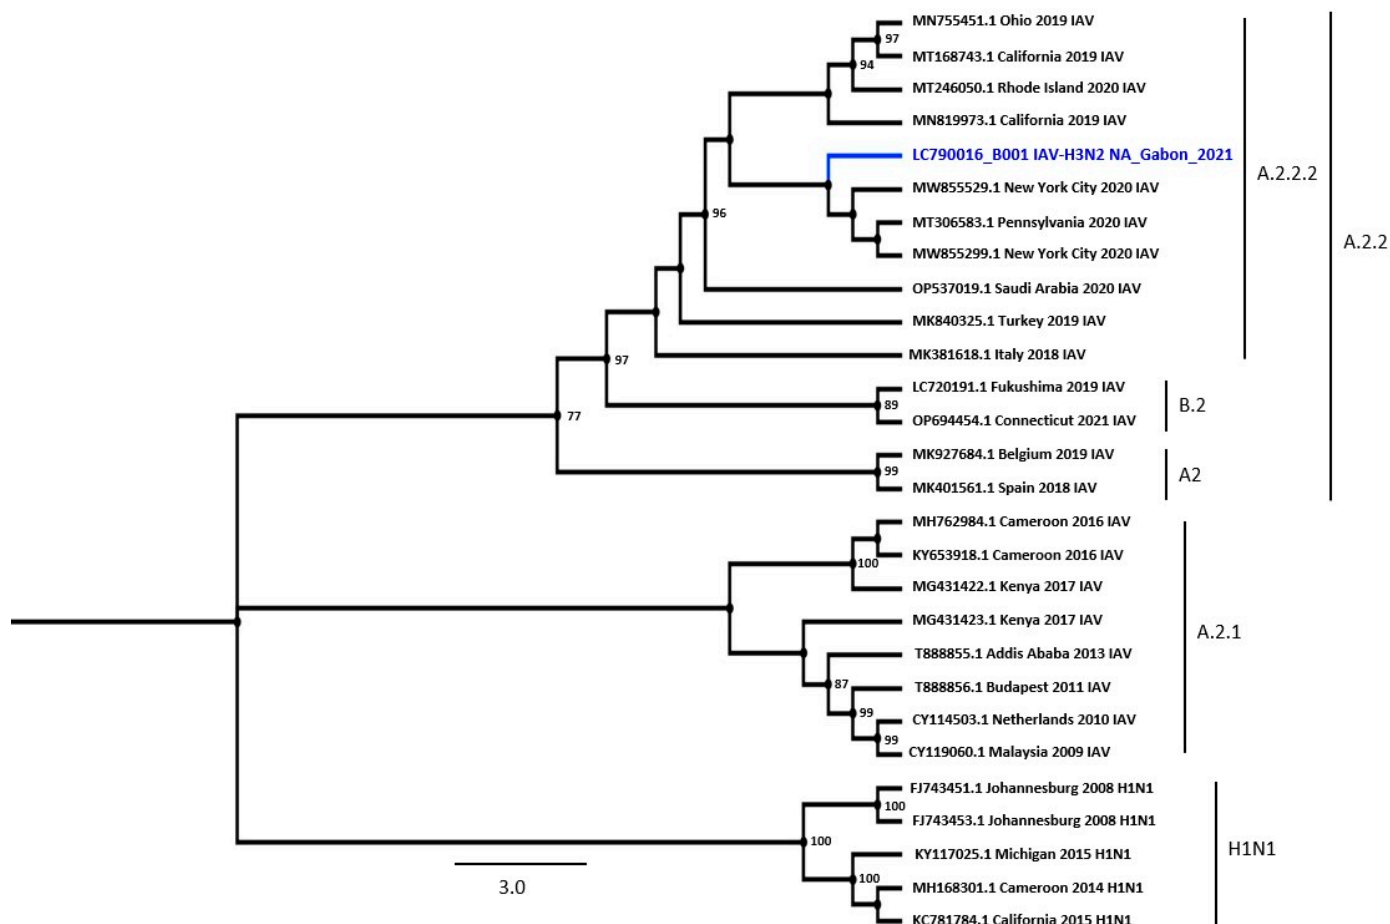 MN755451.1 Ohio 2019 IAV
97
MT168743.1 California 2019 IAV
94
MT246050.1 Rhode Island 2020 IAV
MN819973.1 California 2019 IAV
LC790016_B001 IAV-H3N2 NA_Gabon_2021
A.2.2.2
MW855529.1 New York City 2020 IAV
96
MT306583.1 Pennsylvania 2020 IAV
A.2.2
MW855299.1 New York City 2020 IAV
OP537019.1 Saudi Arabia 2020 IAV
MK840325.1 Turkey 2019 IAV
MK381618.1 Italy 2018 IAV
97
LC720191.1 Fukushima 2019 IAV
89
B.2
77
OP694454.1 Connecticut 2021 IAV
MK927684.1 Belgium 2019 IAV
99
A2
MK401561.1 Spain 2018 IAV
MH762984.1 Cameroon 2016 IAV
KY653918.1 Cameroon 2016 IAV
100
MG431422.1 Kenya 2017 IAV
MG431423.1 Kenya 2017 IAV
A.2.1
T888855.1 Addis Ababa 2013 IAV
87
T888856.1 Budapest 2011 IAV
99
CY114503.1 Netherlands 2010 IAV
99
CY119060.1 Malaysia 2009 IAV
FJ743451.1 Johannesburg 2008 H1N1
100
FJ743453.1 Johannesburg 2008 H1N1
100
H1N1
KY117025.1 Michigan 2015 H1N1
100
3.0
MH168301.1 Cameroon 2014 H1N1
KC781784.1 California 2015 H1N1